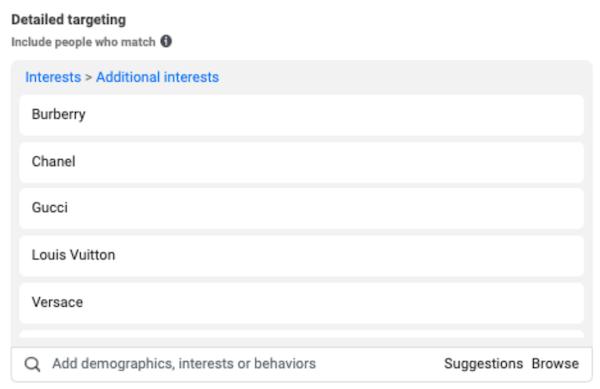 Detailed targeting
Include people who match
Interests > Additional interests
Burberry
Chanel
Gucci
Louis Vuitton
Versace
Add demographics, interests or behaviors Suggestions Browse